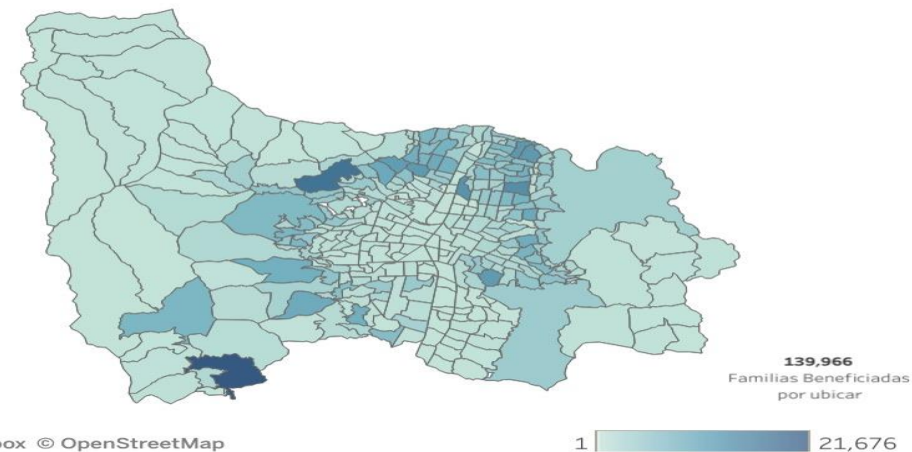 139,966
Familias Beneficiadas
por ubicar
box © OpenStreetMap
1 21,676